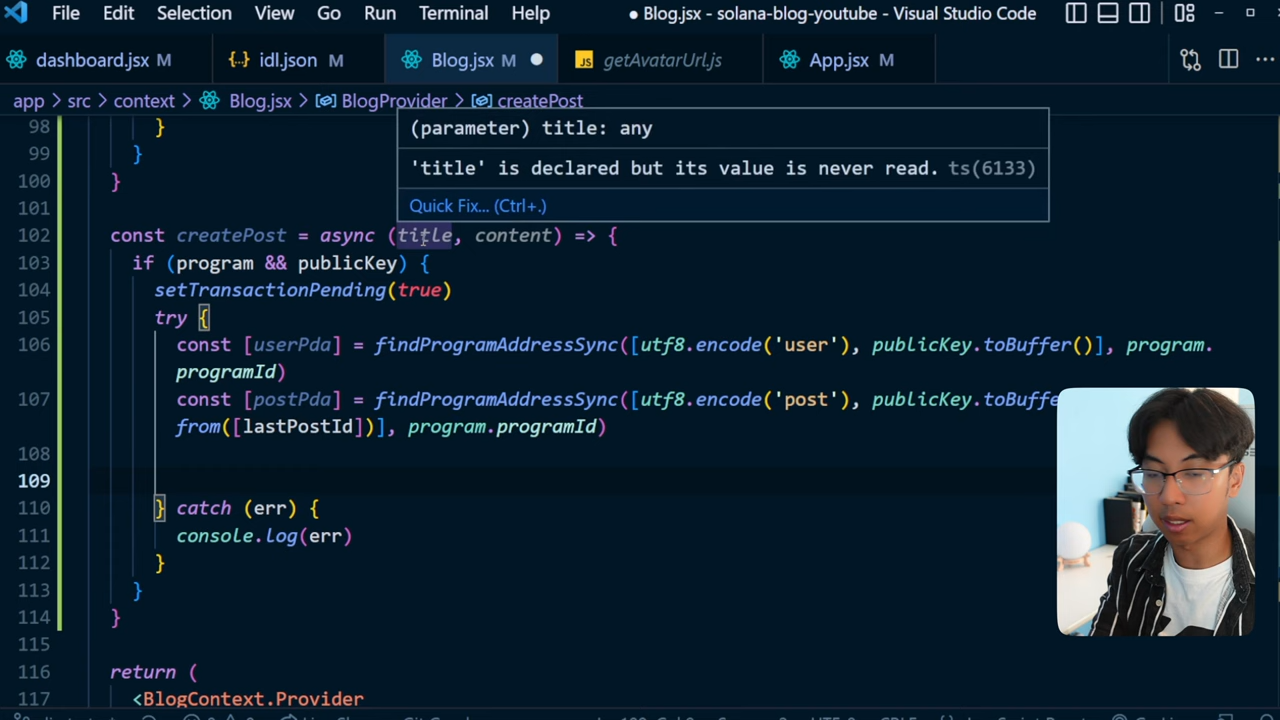 File Edit Selection View Go Run Terminal Help ● Blog.jsx - solana-blog-youtube - Visual Studio Code
dashboard.jsx M {..} idl.json M Blog.jsx M ● JS getAvatarUrl.js App.jsx M
app > src > context > Blog.jsx > BlogProvider > createPost
98 }
99 }
100 }
101
(parameter) title: any
'title' is declared but its value is never read. ts(6133)
Quick Fix... (Ctrl+.)
102 const createPost = async (title, content) => {
103 if (program && publicKey) {
104 setTransactionPending(true)
105 try {
106 const [userPda] = findProgramAddressSync([utf8.encode('user'), publicKey.toBuffer()], program.
programId)
107 const [postPda] = findProgramAddressSync([utf8.encode('post'), publicKey.toBuffe
from([lastPostId])], program.programId)
108
109
110 } catch (err) {
111 console.log(err)
112 }
113 }
114 }
115
116 return (
117 <BlogContext.Provider